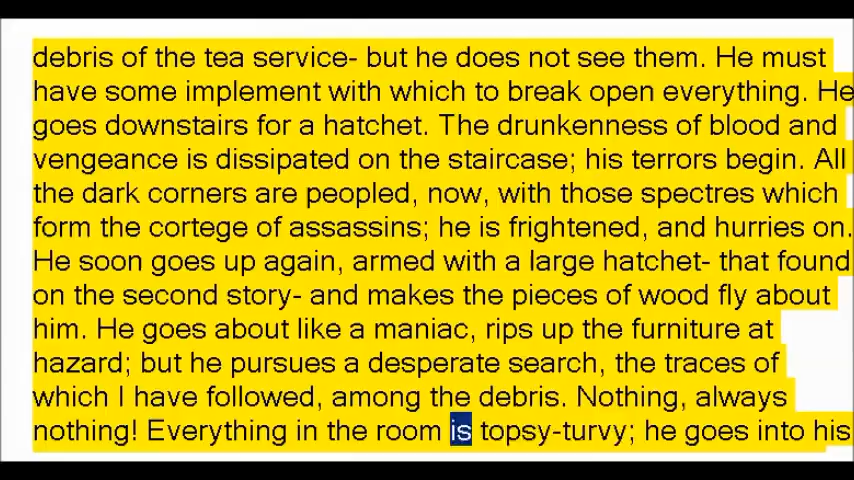 debris of the tea service- but he does not see them. He must
have some implement with which to break open everything. He
goes downstairs for a hatchet. The drunkenness of blood and
vengeance is dissipated on the staircase; his terrors begin. All
the dark corners are peopled, now, with those spectres which
form the cortege of assassins; he is frightened, and hurries on.
He soon goes up again, armed with a large hatchet- that found
on the second story- and makes the pieces of wood fly about
him. He goes about like a maniac, rips up the furniture at
hazard; but he pursues a desperate search, the traces of
which I have followed, among the debris. Nothing, always
nothing! Everything in the room is topsy-turvy; he goes into his